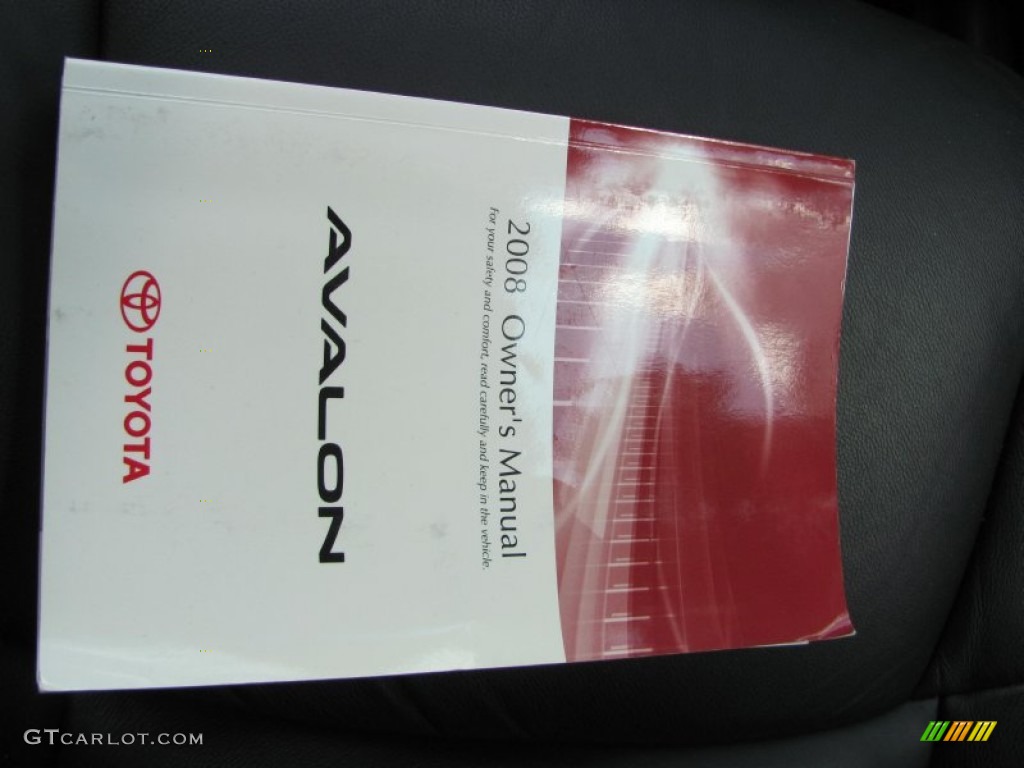 2008 Owner's Manual
For your safety and comfort, read carefully and keep in the vehicle.
AVALON
TOYOTA
GTCARLOT.COM